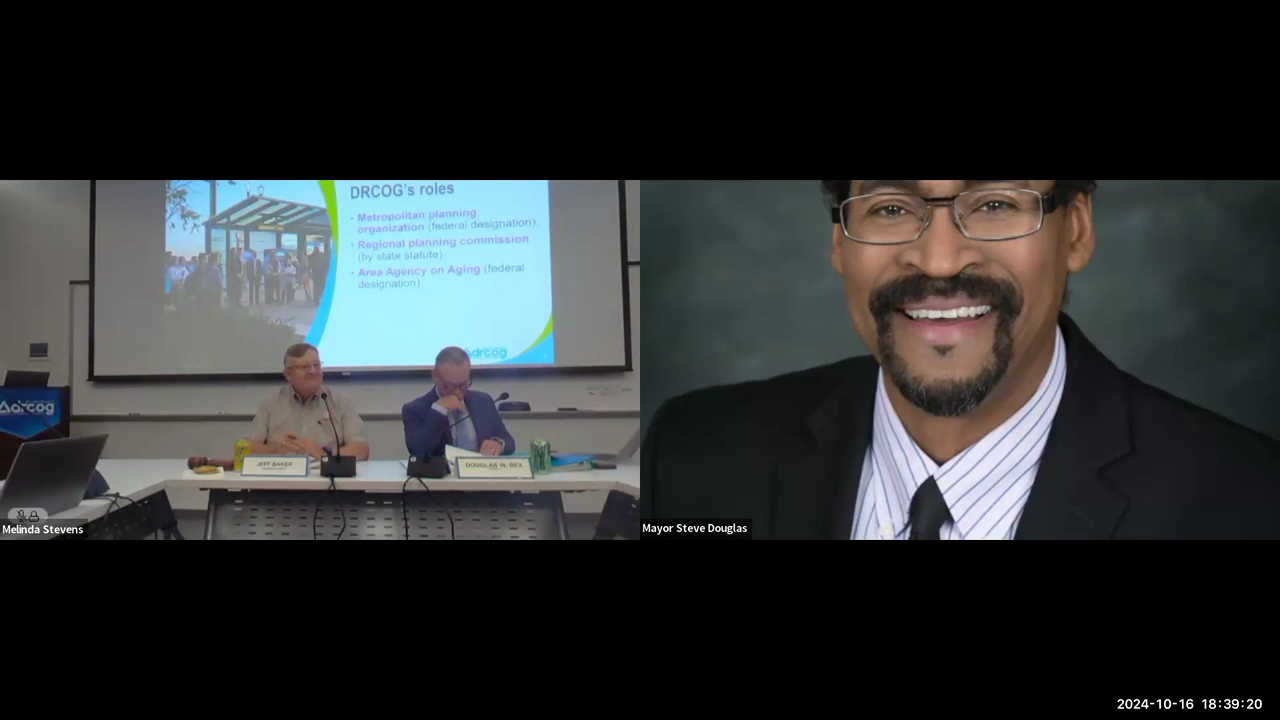 DRCOG's roles
• Metropolitan planning
organization (federal designation).
• Regional planning commission
(by state statute)
• Area Agency on Aging (federal
designation)
drcog
drcog
JEFF BAKER
DOUGLAS W. REX
Melinda Stevens
Mayor Steve Douglas
2024-10-16 18:39:20